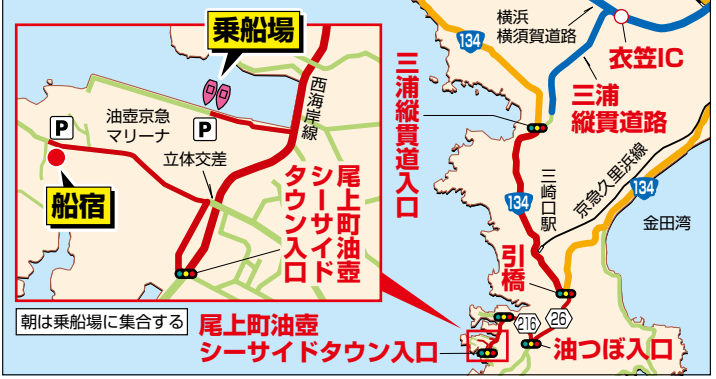 乗船場
P
油壺京急
マリーナ
P
西海岸線
立体交差
船宿
尾上町油壺
シーサイド
タウン入口
朝は乗船場に集合する
横浜
横須賀道路
134
衣笠IC
三浦
縦貫道路
三浦縦貫道入口
134
三崎口駅
京急久里浜線
134
金田湾
引橋
216
26
尾上町油壺
シーサイドタウン入口
油つぼ入口